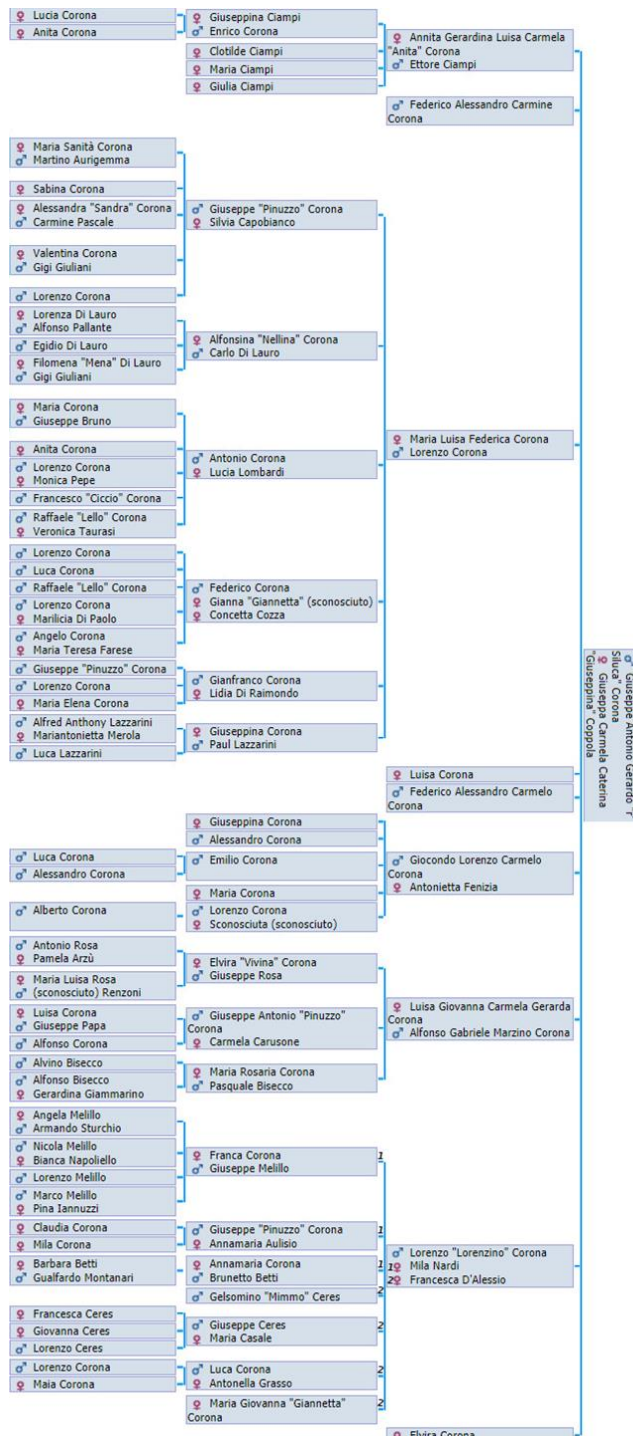 Lucia Corona
Anita Corona
Maria Sanità Corona
Martino Aurigemma
Sabina Corona
Alessandra "Sandra" Corona
Carmine Pascale
Valentina Corona
Gigi Giuliani
Lorenzo Corona
Lorenza Di Lauro
Alfonso Pallante
Egidio Di Lauro
Filomena "Mena" Di Lauro
Gigi Giuliani
Maria Corona
Giuseppe Bruno
Anita Corona
Lorenzo Corona
Monica Pepe
Francesco "Ciccio" Corona
Raffaele "Lello" Corona
Veronica Taurasi
Lorenzo Corona
Luca Corona
Raffaele "Lello" Corona
Lorenzo Corona
Marilicia Di Paolo
Angelo Corona
Maria Teresa Farese
Giuseppe "Pinuzzo" Corona
Lorenzo Corona
Maria Elena Corona
Alfred Anthony Lazzarini
Mariantonietta Merola
Luca Lazzarini
Luca Corona
Alessandro Corona
Alberto Corona
Antonio Rosa
Pamela Arzù
Maria Luisa Rosa
(sconosciuto) Renzoni
Luisa Corona
Giuseppe Papa
Alfonso Corona
Alvino Bisecco
Alfonso Bisecco
Gerardina Giammarino
Angela Melillo
Armando Sturchio
Nicola Melillo
Bianca Napoliello
Lorenzo Melillo
Marco Melillo
Pina Iannuzzi
Claudia Corona
Mila Corona
Barbara Betti
Gualfardo Montanari
Francesca Ceres
Giovanna Ceres
Lorenzo Ceres
Lorenzo Corona
Maia Corona
Giuseppina Ciampi
Enrico Corona
Clotilde Ciampi
Maria Ciampi
Giulia Ciampi
Giuseppe "Pinuzzo" Corona
Silvia Capobianco
Alfonsina "Nellina" Corona
Carlo Di Lauro
Antonio Corona
Lucia Lombardi
Federico Corona
Gianna "Giannetta" (sconosciuto)
Concetta Cozza
Gianfranco Corona
Lidia Di Raimondo
Giuseppina Corona
Paul Lazzarini
Giuseppina Corona
Alessandro Corona
Emilio Corona
Maria Corona
Lorenzo Corona
Sconosciuta (sconosciuto)
Elvira "Vivina" Corona
Giuseppe Rosa
Giuseppe Antonio "Pinuzzo"
Corona
Carmela Carusone
Maria Rosaria Corona
Pasquale Bisecco
Franca Corona 1
Giuseppe Melillo
Giuseppe "Pinuzzo" Corona 1
Annamaria Aulisio
Annamaria Corona 1
Brunetto Betti
Gelsomino "Mimmo" Ceres 2
Giuseppe Ceres 2
Maria Casale
Luca Corona 2
Antonella Grasso
Maria Giovanna "Giannetta" 2
Corona
Annita Gerardina Luisa Carmela
"Anita" Corona
Ettore Ciampi
Federico Alessandro Carmine
Corona
Maria Luisa Federica Corona
Lorenzo Corona
Luisa Corona
Federico Alessandro Carmelo
Corona
Giocondo Lorenzo Carmelo
Corona
Antonietta Fenizia
Luisa Giovanna Carmela Gerarda
Corona
Alfonso Gabriele Marzino Corona
Lorenzo "Lorenzino" Corona
1 Mila Nardi
2 Francesca D'Alessio
Elvira Corona
Giuseppe Antonio Gerardo
Siluca" Corona
Giuseppa Carmela Caterina
"Giuseppina" Coppola